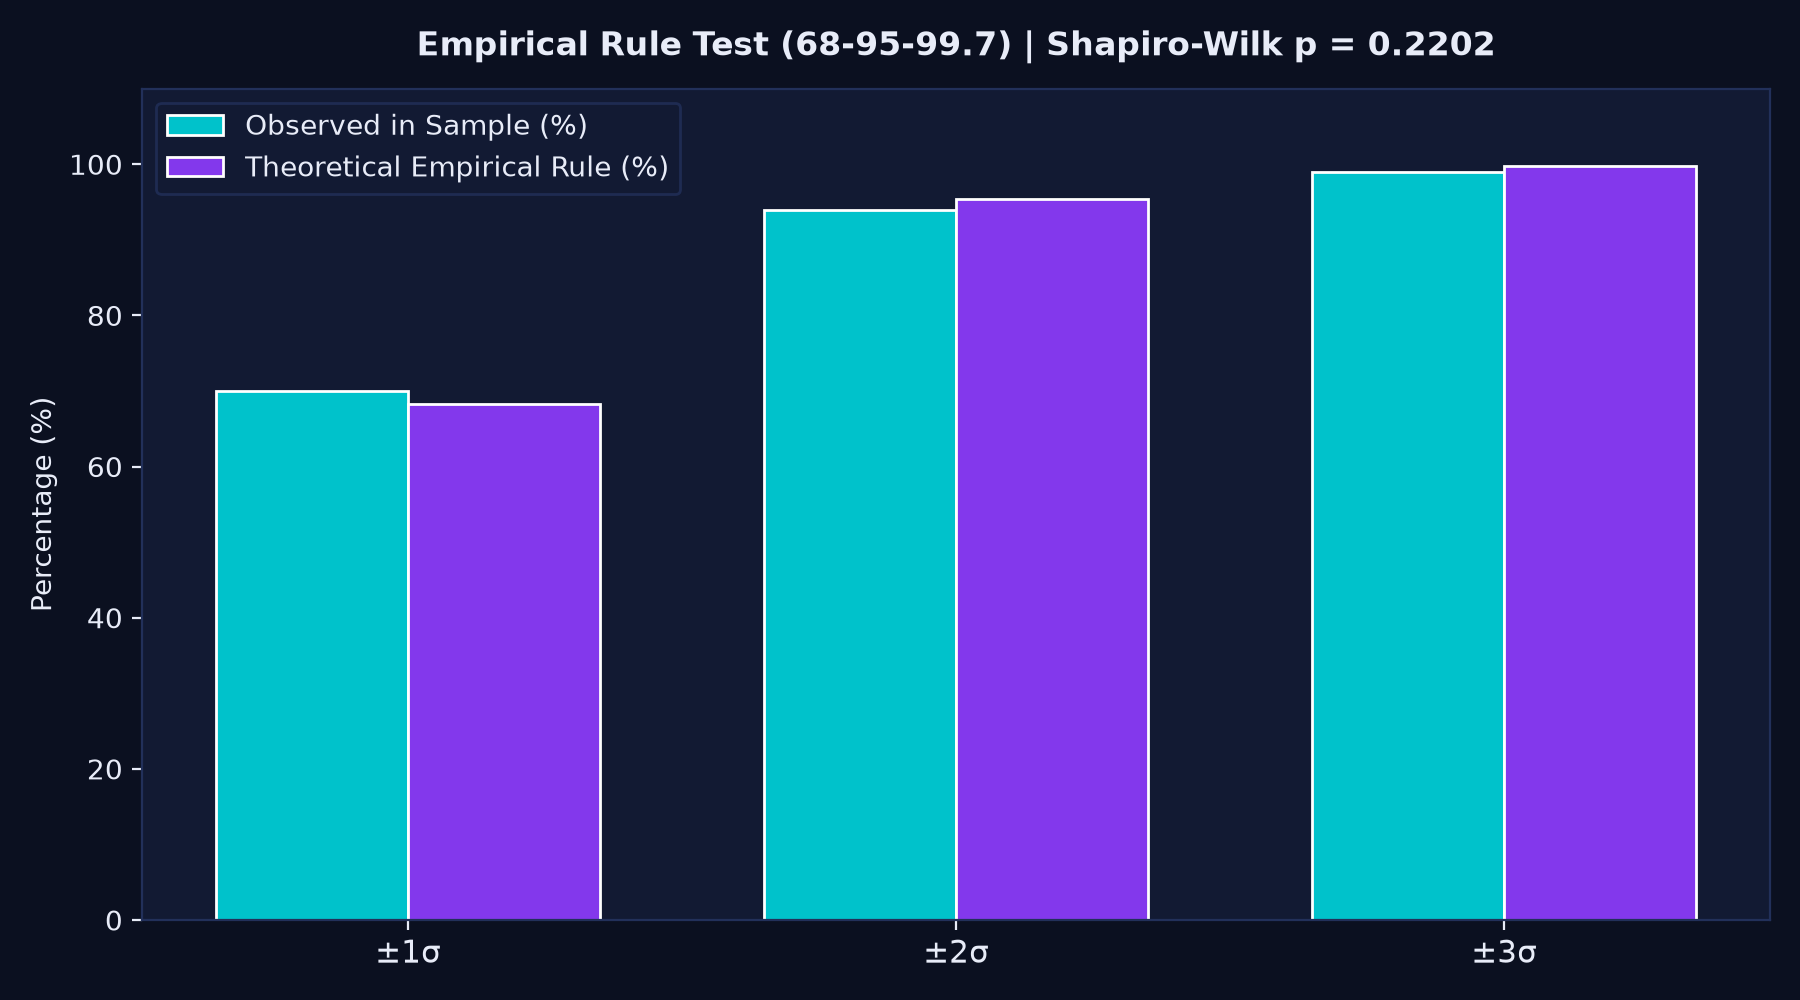 Empirical Rule Test (68-95-99.7) | Shapiro-Wilk p = 0.2202
Observed in Sample (%)
Theoretical Empirical Rule (%)
Percentage (%)
100
80
60
40
20
0
±1σ
±2σ
±3σ